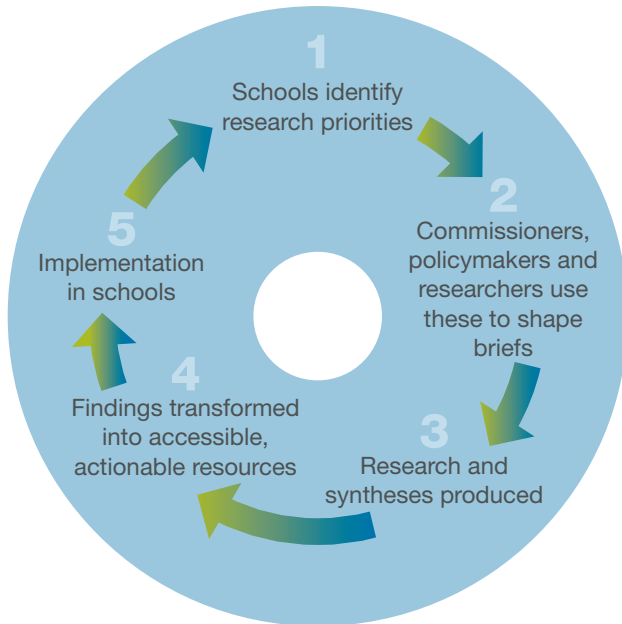 1
Schools identify
research priorities
2
Commissioners,
policymakers and
researchers use
these to shape
briefs
3
Research and
syntheses produced
4
Findings transformed
into accessible,
actionable resources
5
Implementation
in schools